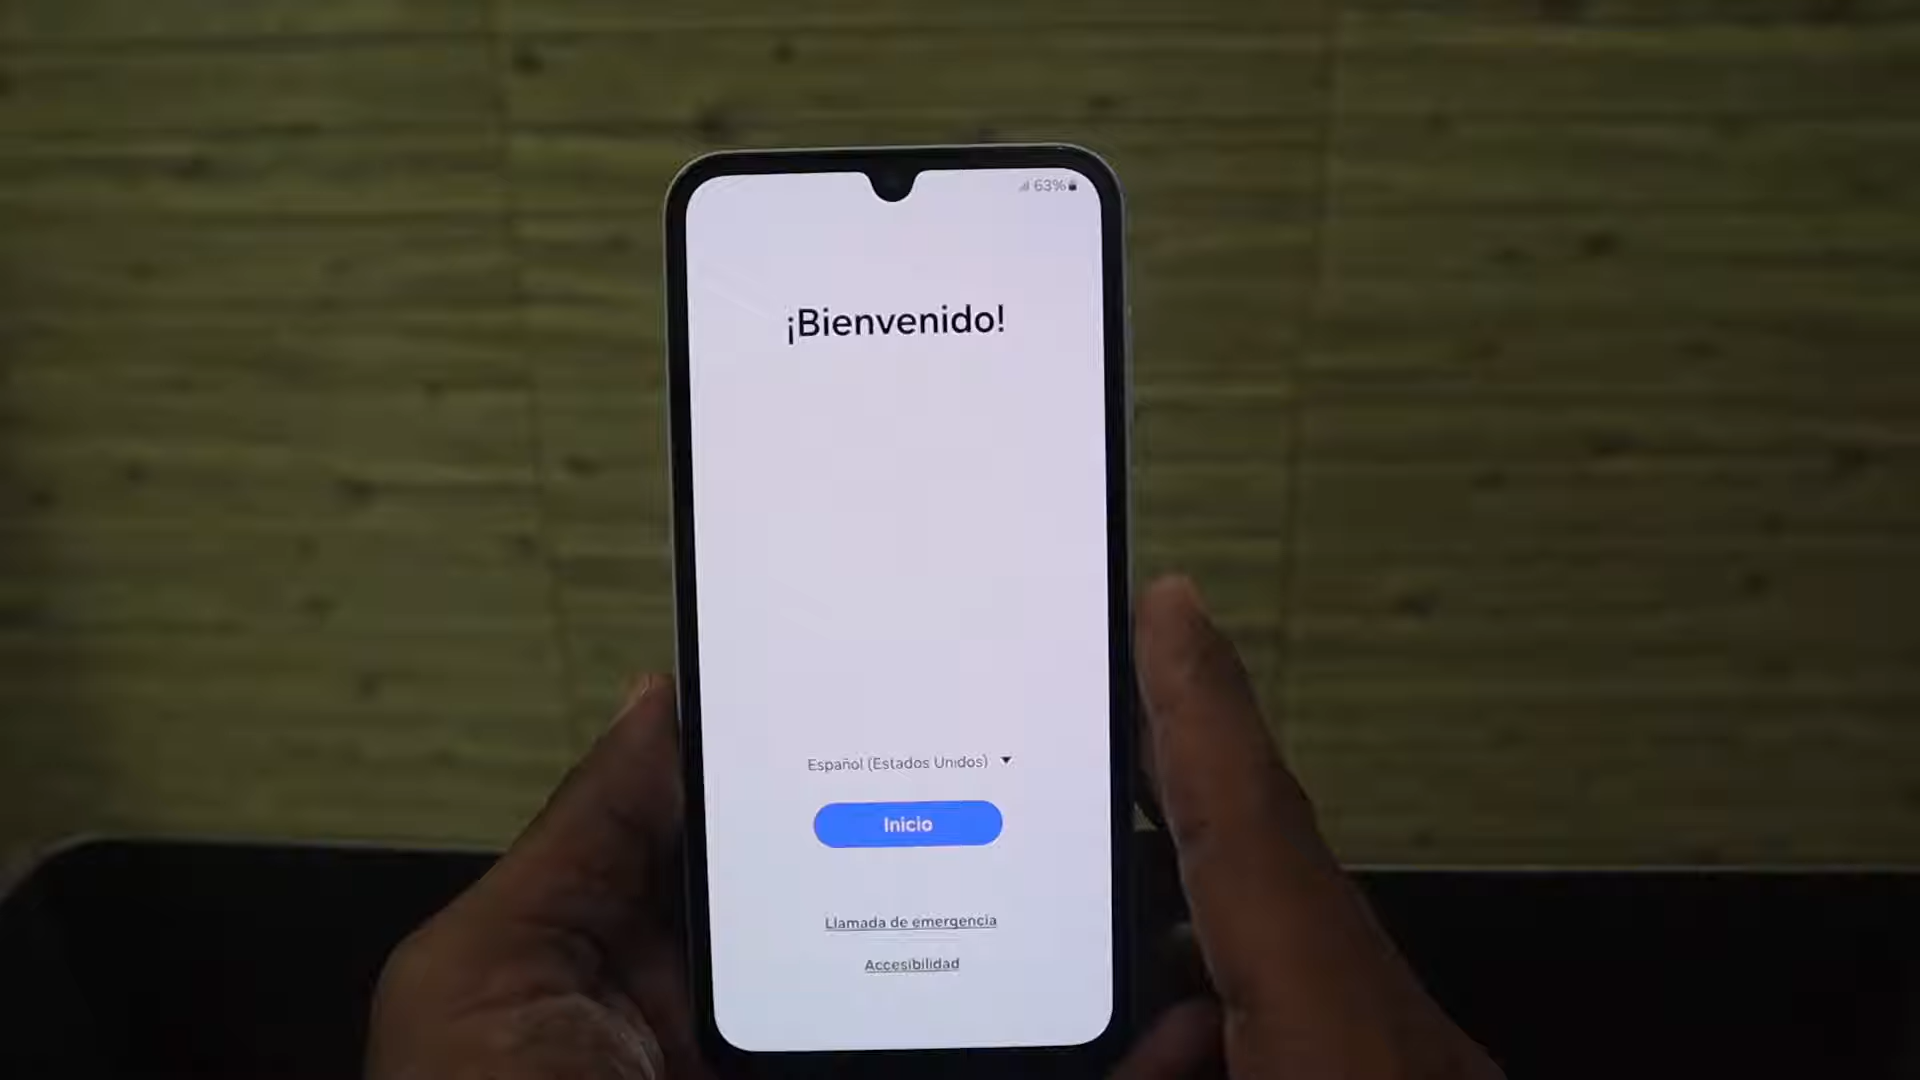 63%
¡Bienvenido!
Español (Estados Unidos)
Inicio
Llamada de emergencia
Accesibilidad